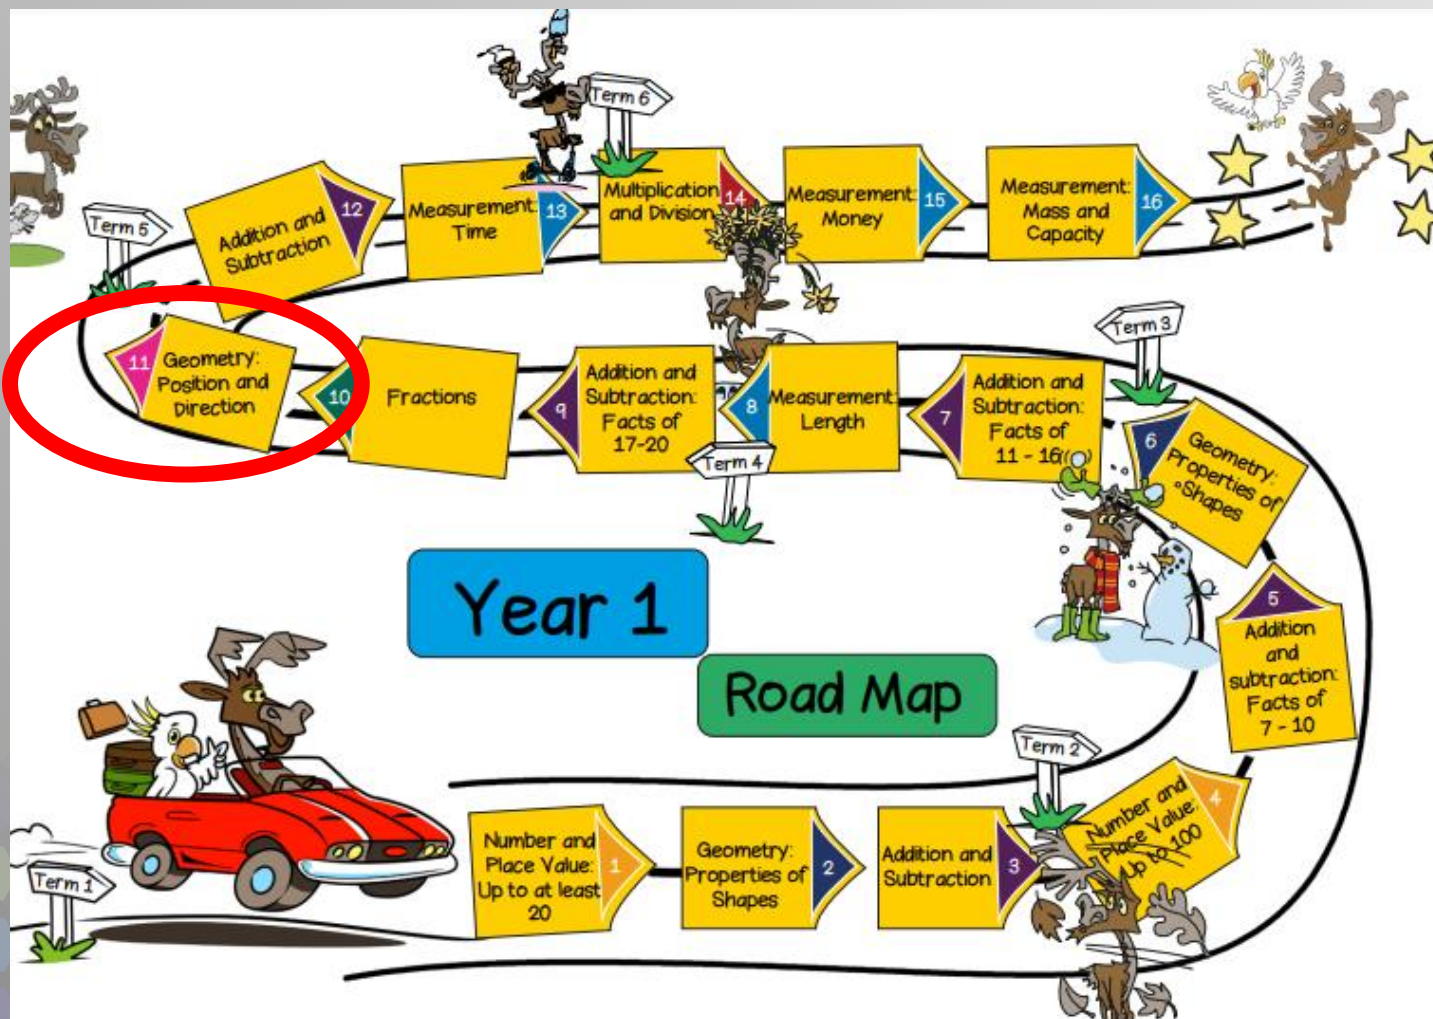 Term 6
Term 5
Addition and
Subtraction
12
Measurement:
Time
13
Multiplication
and Division
14
Measurement:
Money
15
Measurement:
Mass and
Capacity
16
11
Geometry:
Position and
Direction
10
Fractions
9
Addition and
Subtraction:
Facts of
17-20
8
Measurement:
Length
7
Addition and
Subtraction:
Facts of
11 - 16
Term 3
Term 4
6
Geometry:
Properties of
Shapes
5
Addition
and
subtraction:
Facts of
7 - 10
Year 1
Road Map
Term 2
Term 1
Number and
Place Value:
Up to at least
20
1
Geometry:
Properties of
Shapes
2
Addition and
Subtraction
3
Number and
Place Value:
Up to 100
4